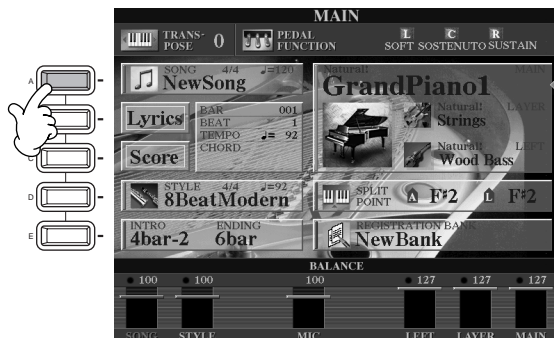 MAIN
TRANS-
POSE 0
PEDAL
FUNCTION
L C R
SOFT SOSTENUTO SUSTAIN
A
B
D
E
SONG 4/4 ♩=120
NewSong
Natural! MAIN
GrandPiano1
Lyrics
Score
BAR 001
BEAT 1
TEMPO ♩= 92
CHORD
Natural! LAYER
Strings
Natural! LEFT
Wood Bass
STYLE 4/4 ♩=92
8BeatModern
SPLIT
POINT A F♯2 L F♯2
INTRO ENDING
4bar-2 6bar
REGISTRATION BANK
NewBank
BALANCE
100 100 100 127 127 127
SONG STYLE MIC LEFT LAYER MAIN